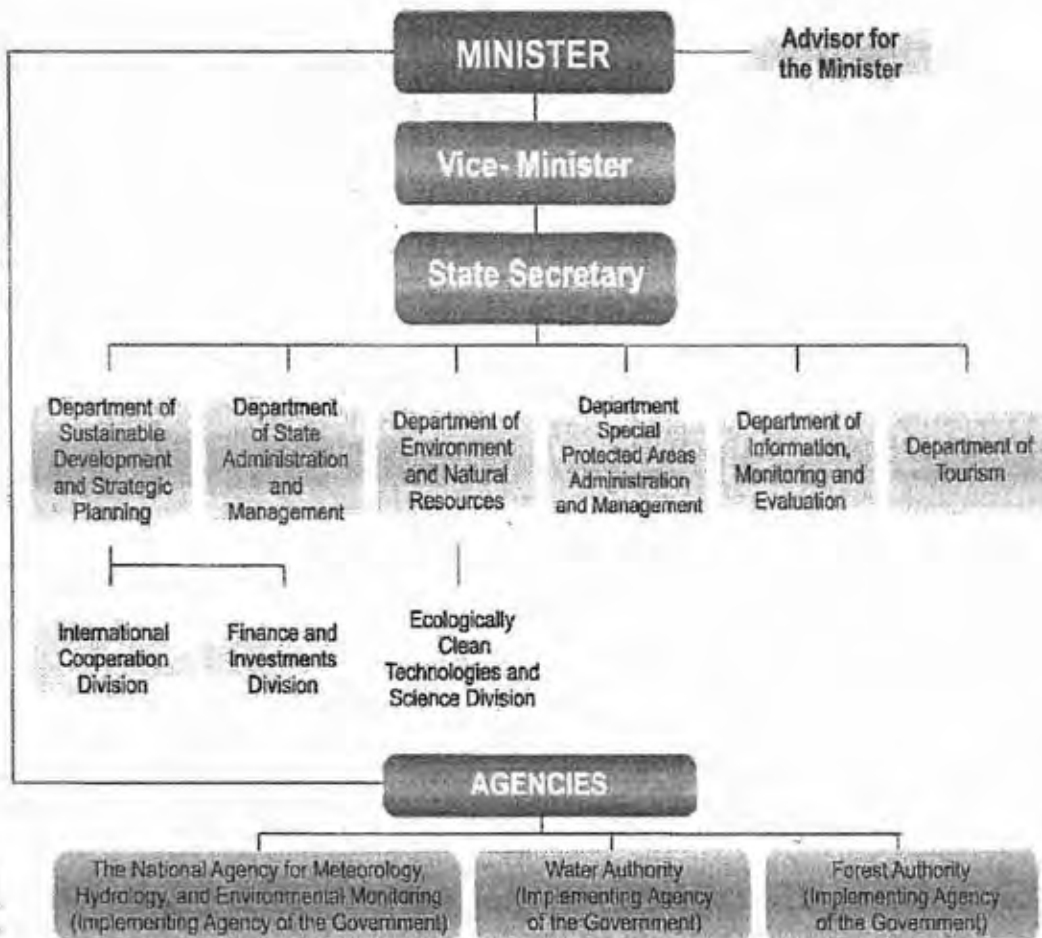 MINISTER
Advisor for
the Minister
Vice- Minister
State Secretary
Department of
Sustainable
Development
and Strategic
Planning
Department
of State
Administration
and
Management
Department of
Environment
and Natural
Resources
Department
Special
Protected Areas
Administration
and Management
Department of
Information,
Monitoring and
Evaluation
Department of
Tourism
International
Cooperation
Division
Finance and
Investments
Division
Ecologically
Clean
Technologies and
Science Division
AGENCIES
The National Agency for Meteorology,
Hydrology, and Environmental Monitoring
(Implementing Agency of the Government)
Water Authority
(Implementing Agency
of the Government)
Forest Authority
(Implementing Agency
of the Government)